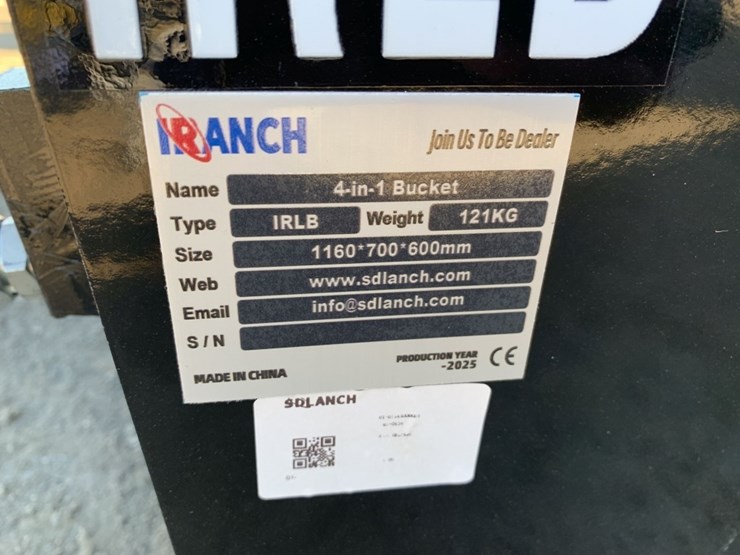 IRANCH
Join Us To Be Dealer
Name 4-in-1 Bucket
Type IRLB Weight 121KG
Size 1160*700*600mm
Web www.sdlanch.com
Email info@sdlanch.com
S/N
MADE IN CHINA
PRODUCTION YEAR
-2025
CE
SDLANCH